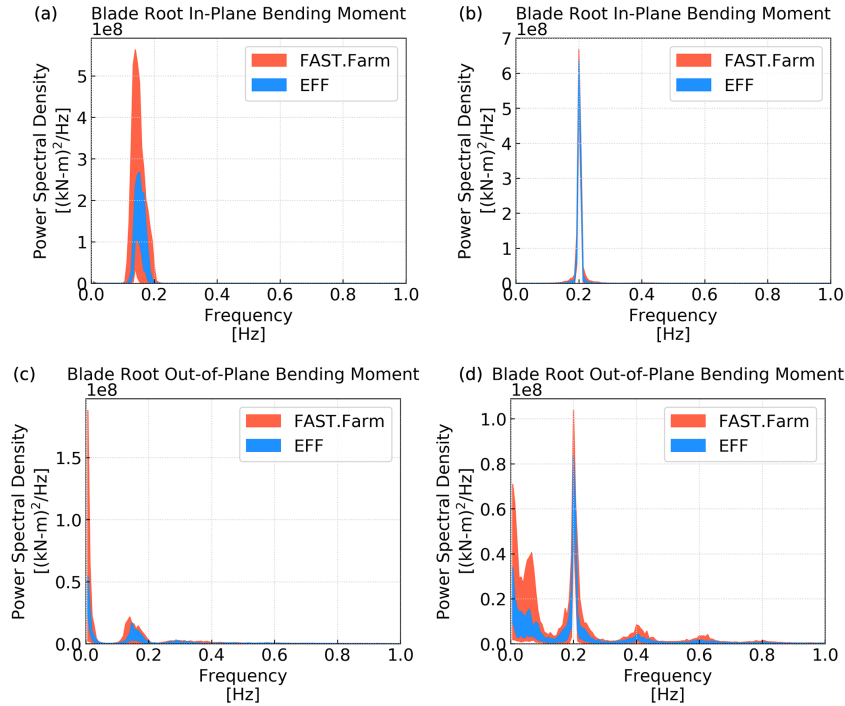 (a) Blade Root In-Plane Bending Moment
1e8
Power Spectral Density
[(kN-m)²/Hz]
5
4
3
2
1
0
FAST.Farm
EFF
0.0 0.2 0.4 0.6 0.8 1.0
Frequency
[Hz]
(b) Blade Root In-Plane Bending Moment
1e8
Power Spectral Density
[(kN-m)²/Hz]
7
6
5
4
3
2
1
0
FAST.Farm
EFF
0.0 0.2 0.4 0.6 0.8 1.0
Frequency
[Hz]
(c) Blade Root Out-of-Plane Bending Moment
1e8
Power Spectral Density
[(kN-m)²/Hz]
1.5
1.0
0.5
0.0
FAST.Farm
EFF
0.0 0.2 0.4 0.6 0.8 1.0
Frequency
[Hz]
(d) Blade Root Out-of-Plane Bending Moment
1e8
Power Spectral Density
[(kN-m)²/Hz]
1.0
0.8
0.6
0.4
0.2
0.0
FAST.Farm
EFF
0.0 0.2 0.4 0.6 0.8 1.0
Frequency
[Hz]